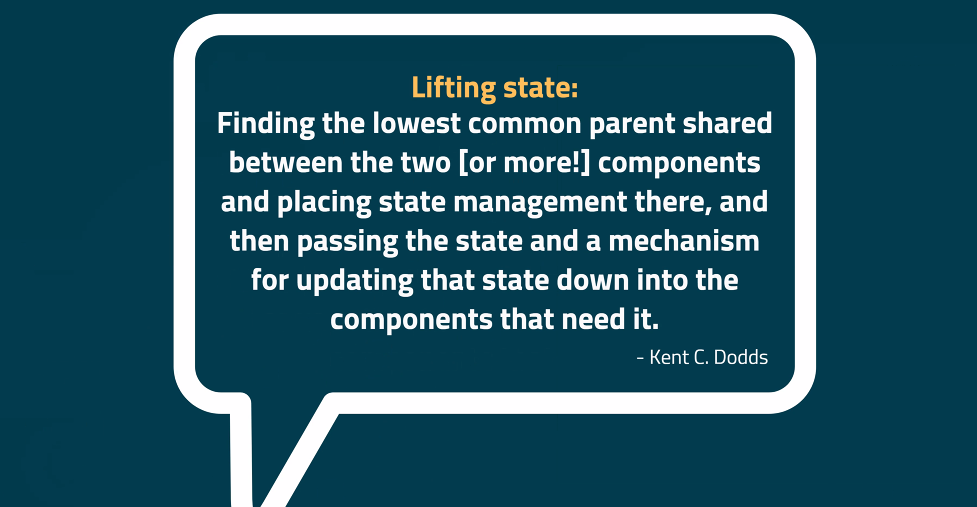 Lifting state:
Finding the lowest common parent shared
between the two [or more!] components
and placing state management there, and
then passing the state and a mechanism
for updating that state down into the
components that need it.
- Kent C. Dodds